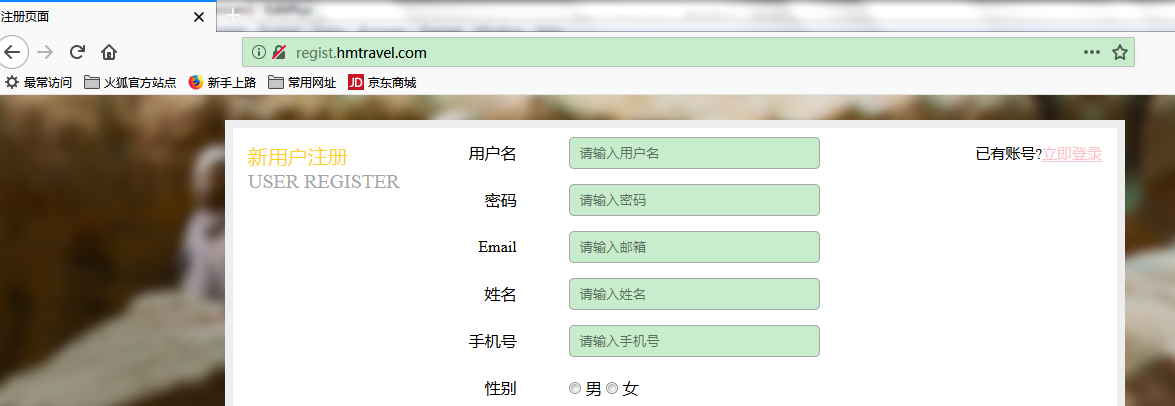 注册页面
regist.hmtravel.com
最常访问 火狐官方站点 新手上路 常用网址 JD 京东商城
新用户注册
USER REGISTER
用户名 请输入用户名
已有账号?立即登录
密码 请输入密码
Email 请输入邮箱
姓名 请输入姓名
手机号 请输入手机号
性别 男 女